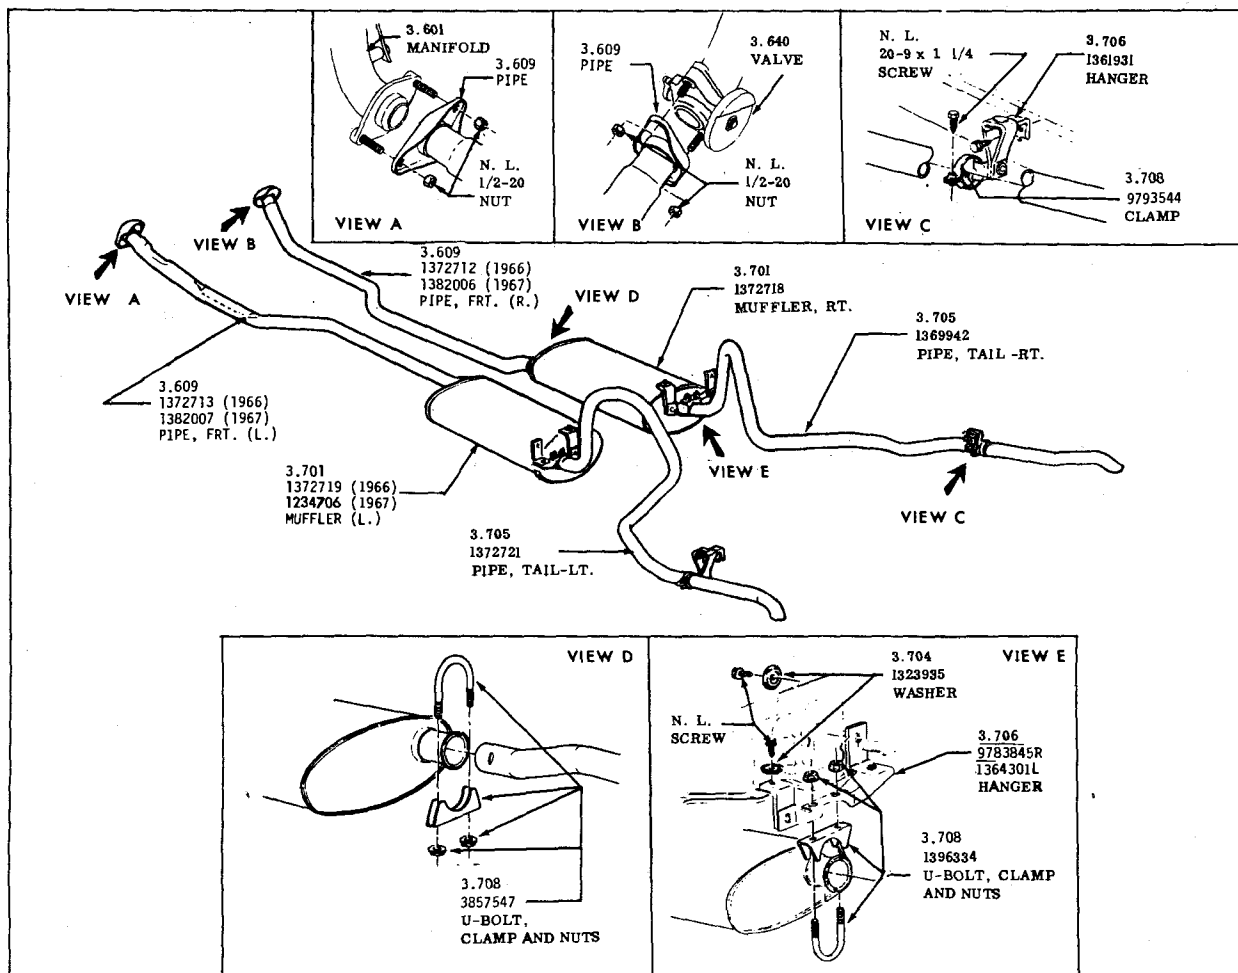 3.601
MANIFOLD
3.609
PIPE
N. L.
1/2-20
NUT
VIEW A
3.609
PIPE
3.640
VALVE
N. L.
1/2-20
NUT
VIEW B
N. L.
20-9 x 1 1/4
SCREW
3.706
1361931
HANGER
3.708
9793544
CLAMP
VIEW C
VIEW A
VIEW B
3.609
1372712 (1966)
1382006 (1967)
PIPE, FRT. (R.)
VIEW D
3.701
1372718
MUFFLER, RT.
3.705
1369942
PIPE, TAIL -RT.
3.609
1372713 (1966)
1382007 (1967)
PIPE, FRT. (L.)
3.701
1372719 (1966)
1234706 (1967)
MUFFLER (L.)
VIEW E
VIEW C
3.705
1372721
PIPE, TAIL-LT.
VIEW D
3.708
3857547
U-BOLT,
CLAMP AND NUTS
VIEW E
3.704
1323935
WASHER
N. L.
SCREW
3.706
9783845R
1364301L
HANGER
3.708
1396334
U-BOLT, CLAMP
AND NUTS